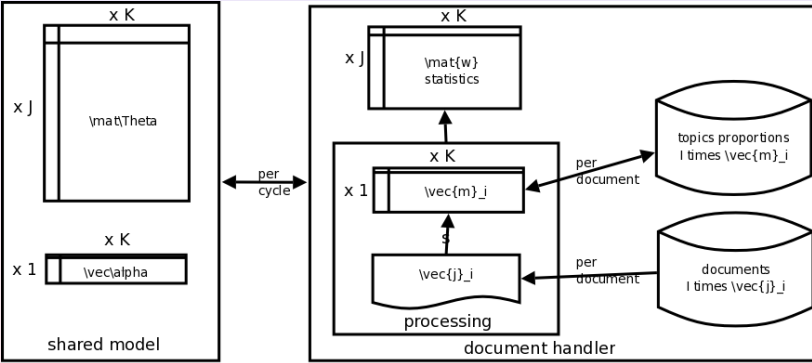 x K
x J
\mat\Theta
x K
x 1
\vec\alpha
shared model
per
cycle
x K
x J
\mat{w}
statistics
x K
x 1
\vec{m}_i
s
\vec{j}_i
processing
document handler
per
document
topics proportions
I times \vec{m}_i
per
document
documents
I times \vec{j}_i